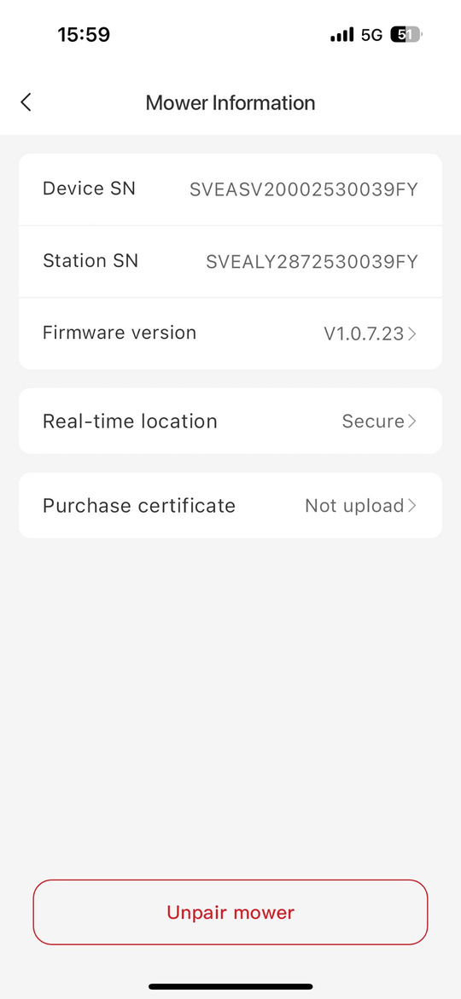 15:59 5G 51
Mower Information
Device SN SVEASV20002530039FY
Station SN SVEALY2872530039FY
Firmware version V1.0.7.23
Real-time location Secure
Purchase certificate Not upload
Unpair mower